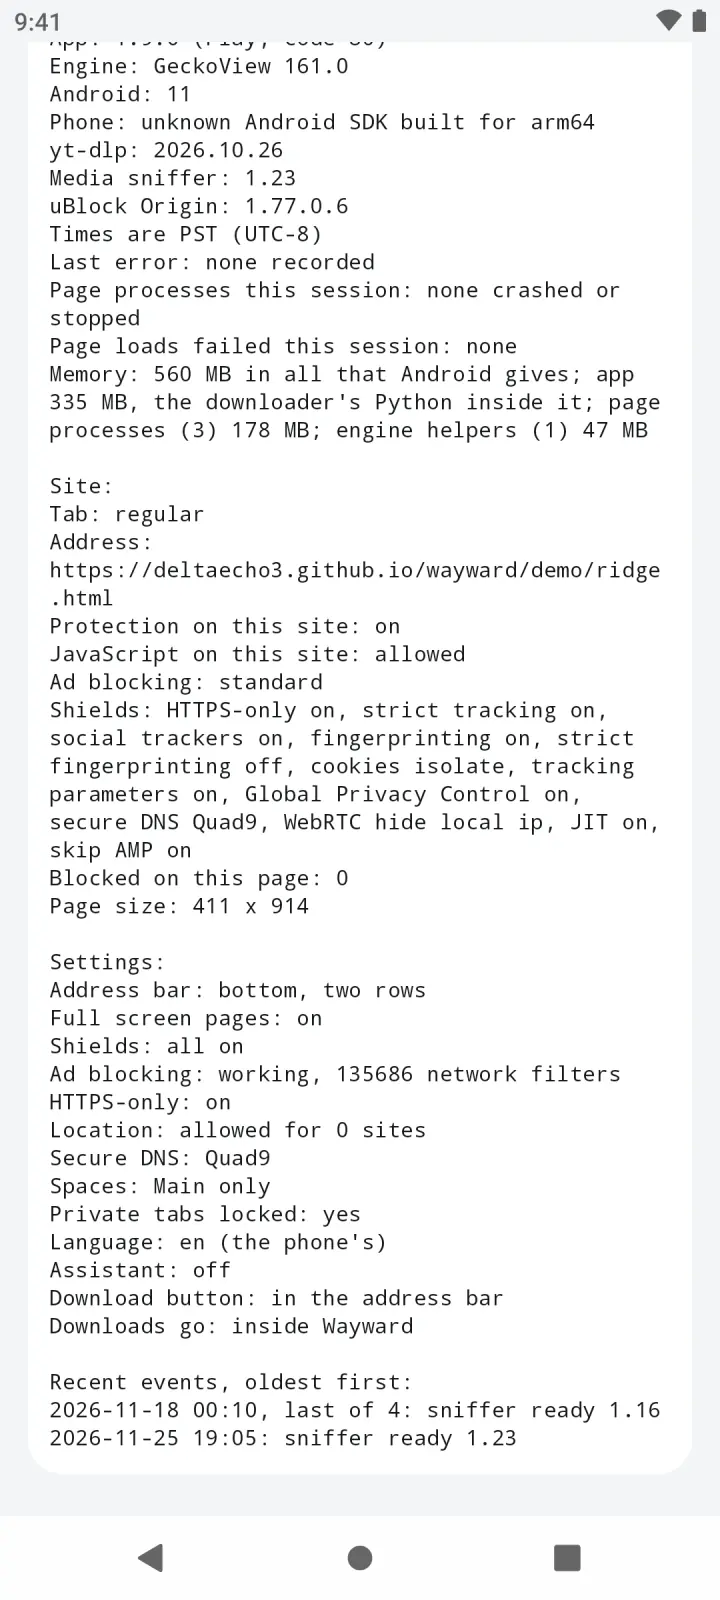 9:41
Engine: GeckoView 161.0
Android: 11
Phone: unknown Android SDK built for arm64
yt-dlp: 2026.10.26
Media sniffer: 1.23
uBlock Origin: 1.77.0.6
Times are PST (UTC-8)
Last error: none recorded
Page processes this session: none crashed or
stopped
Page loads failed this session: none
Memory: 560 MB in all that Android gives; app
335 MB, the downloader's Python inside it; page
processes (3) 178 MB; engine helpers (1) 47 MB
Site:
Tab: regular
Address:
https://deltaecho3.github.io/wayward/demo/ridge
.html
Protection on this site: on
JavaScript on this site: allowed
Ad blocking: standard
Shields: HTTPS-only on, strict tracking on,
social trackers on, fingerprinting on, strict
fingerprinting off, cookies isolate, tracking
parameters on, Global Privacy Control on,
secure DNS Quad9, WebRTC hide local ip, JIT on,
skip AMP on
Blocked on this page: 0
Page size: 411 x 914
Settings:
Address bar: bottom, two rows
Full screen pages: on
Shields: all on
Ad blocking: working, 135686 network filters
HTTPS-only: on
Location: allowed for 0 sites
Secure DNS: Quad9
Spaces: Main only
Private tabs locked: yes
Language: en (the phone's)
Assistant: off
Download button: in the address bar
Downloads go: inside Wayward
Recent events, oldest first:
2026-11-18 00:10, last of 4: sniffer ready 1.16
2026-11-25 19:05: sniffer ready 1.23